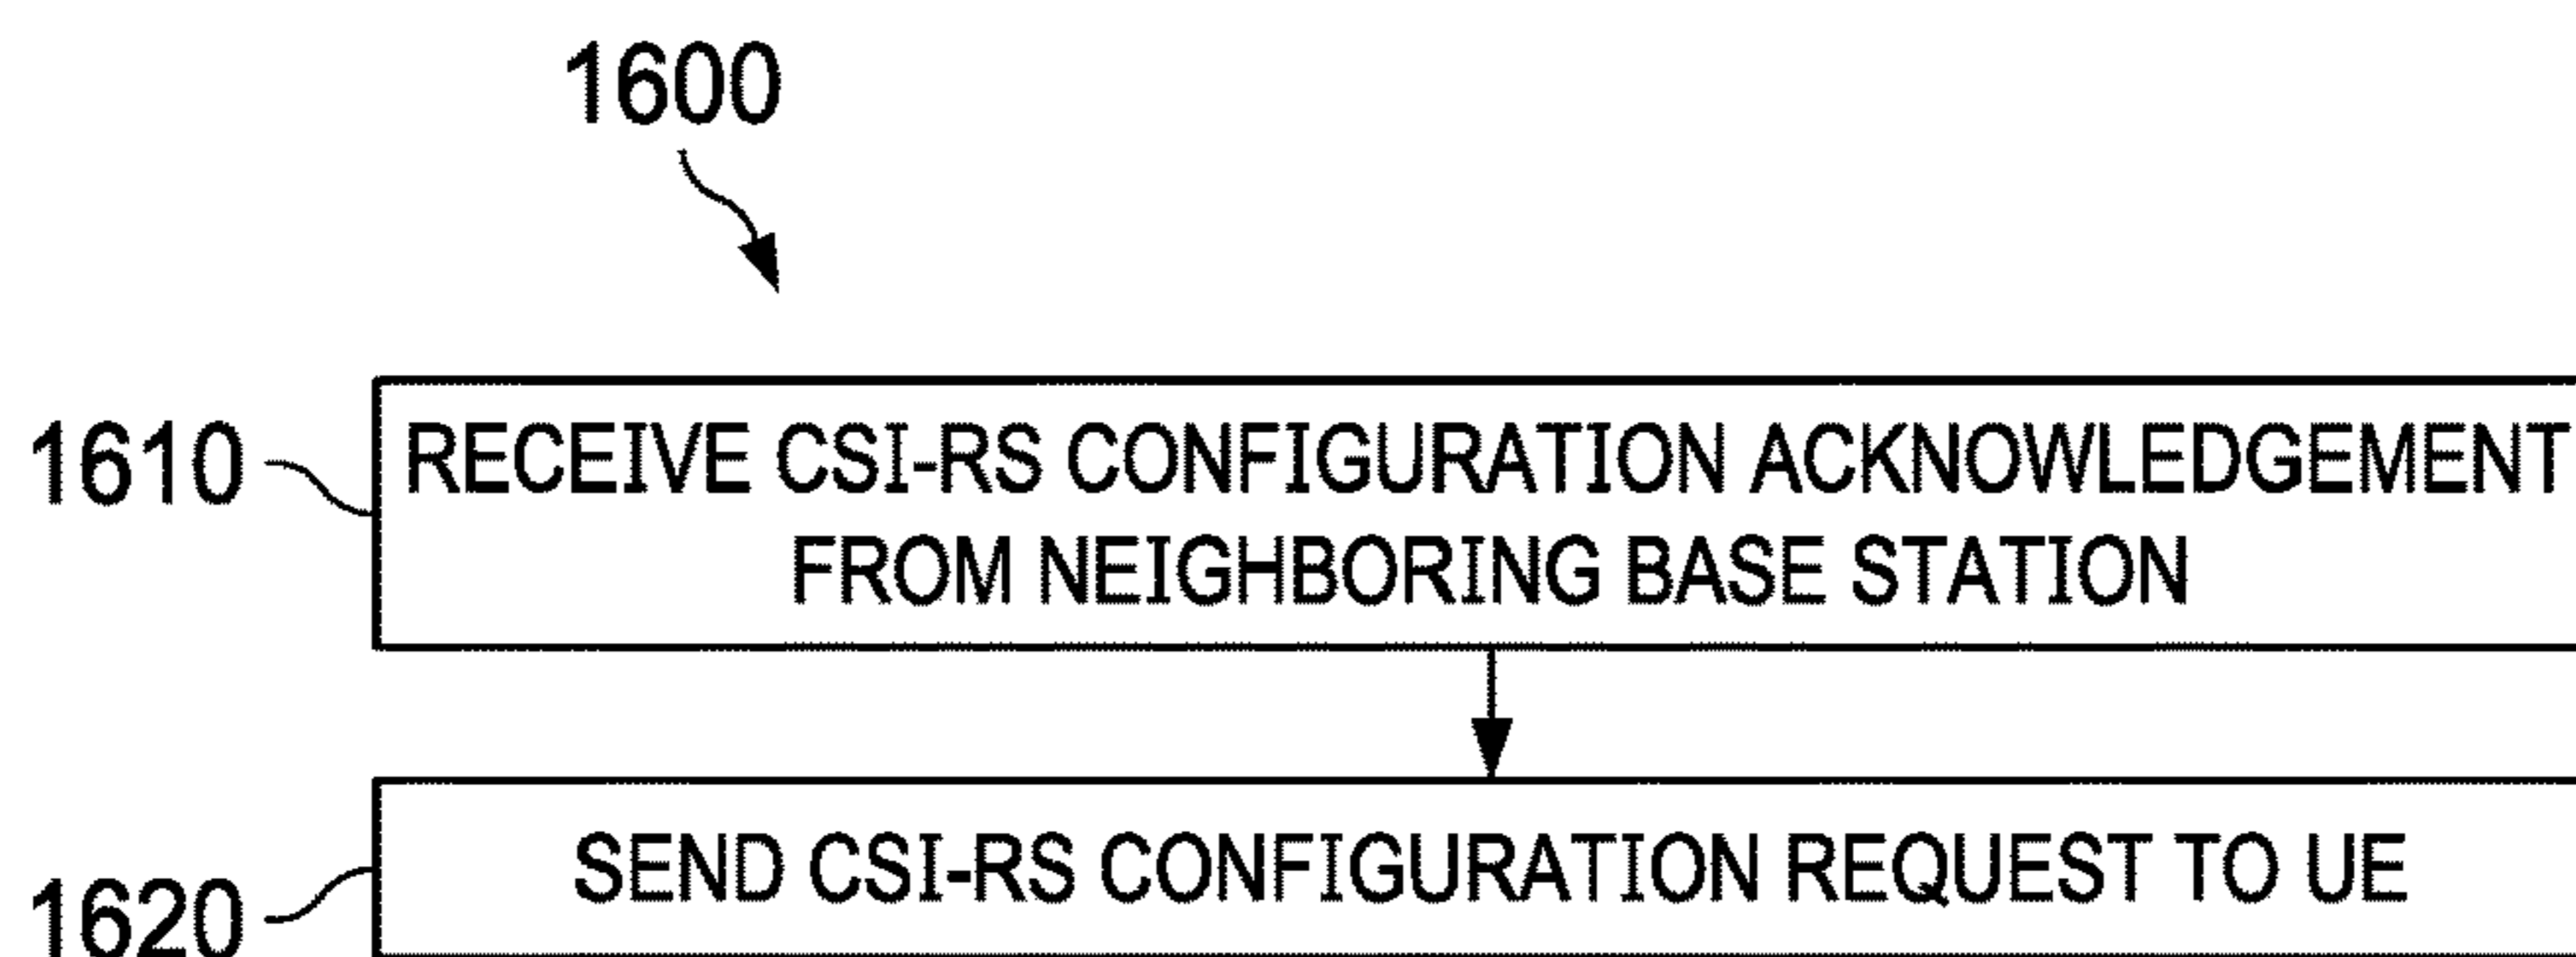 1600
1610
RECEIVE CSI-RS CONFIGURATION ACKNOWLEDGEMENT
FROM NEIGHBORING BASE STATION
1620
SEND CSI-RS CONFIGURATION REQUEST TO UE